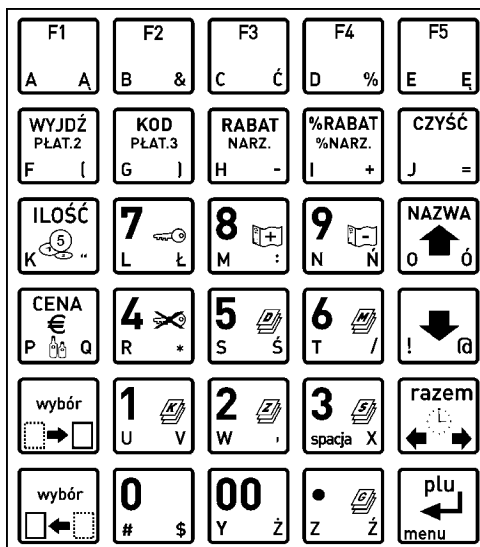 F1 F2 F3 F4 F5
A Ą B & C Ć D % E Ę
WYJDŹ KOD RABAT %RABAT CZYŚĆ
PŁAT.2 PŁAT.3 NARZ. %NARZ.
F ( G ) H - I + J =
ILOŚĆ 7 8 9 NAZWA
5
+ -
K “ L Ł M : N Ń O Ó
CENA 4 5 6
€ D M
P Q R * S Ś T / ! @
wybór 1 2 3 razem
K Z S
U V W , spacja X
wybór 0 00 • plu
G
# $ Y Ż Z Ź menu